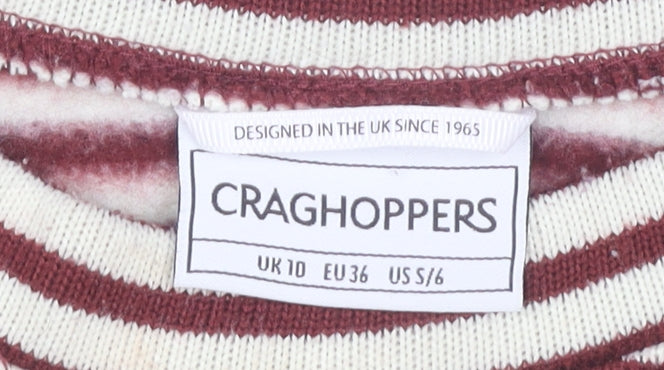 DESIGNED IN THE UK SINCE 1965
CRAGHOPPERS
UK 10 EU 36 US S/6